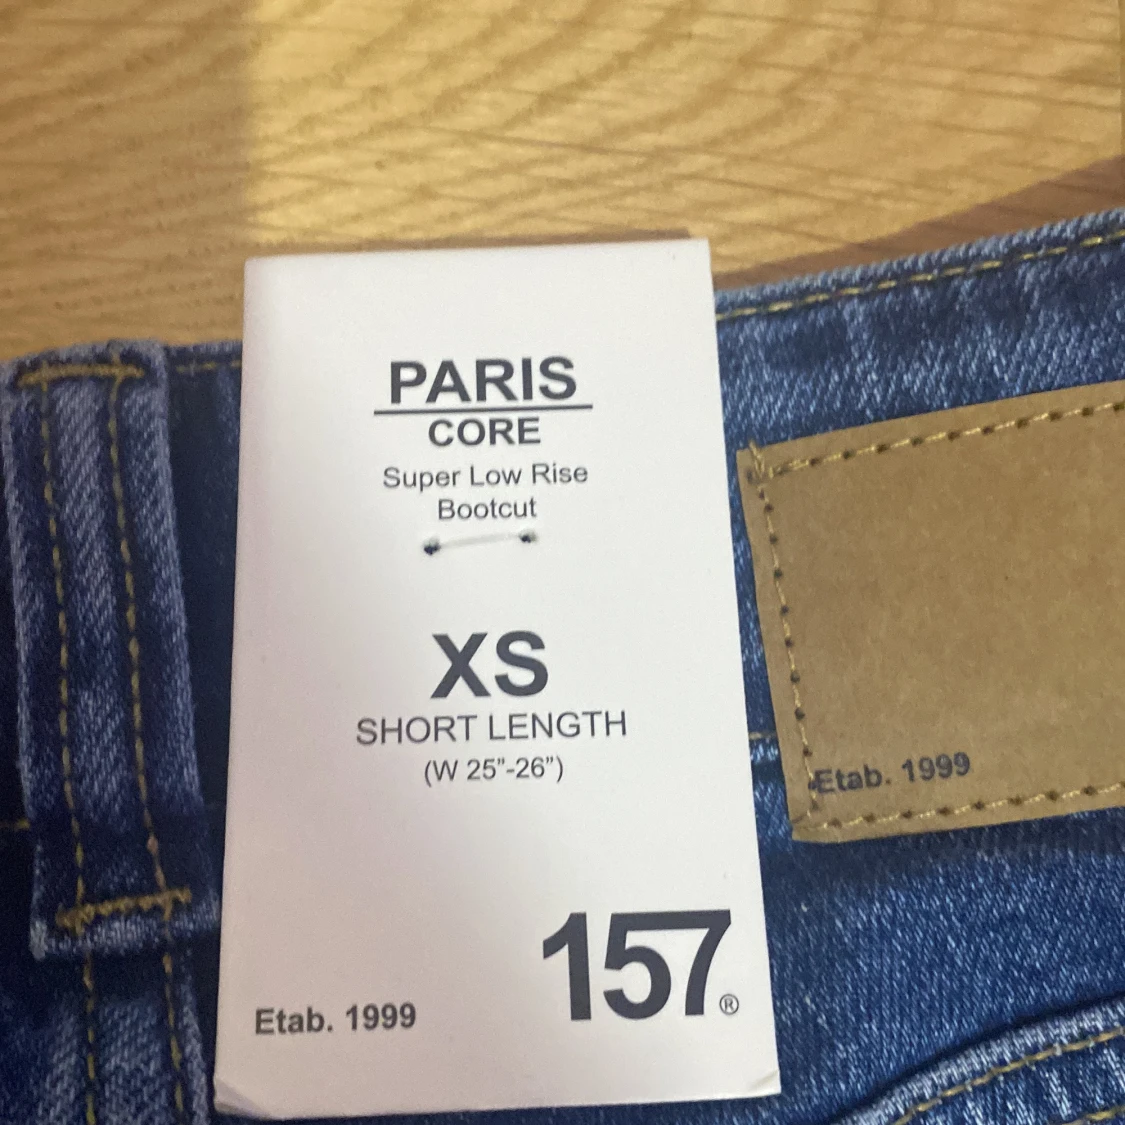 PARIS
CORE
Super Low Rise
Bootcut
XS
SHORT LENGTH
(W 25”-26”)
157®
Etab. 1999
Etab. 1999